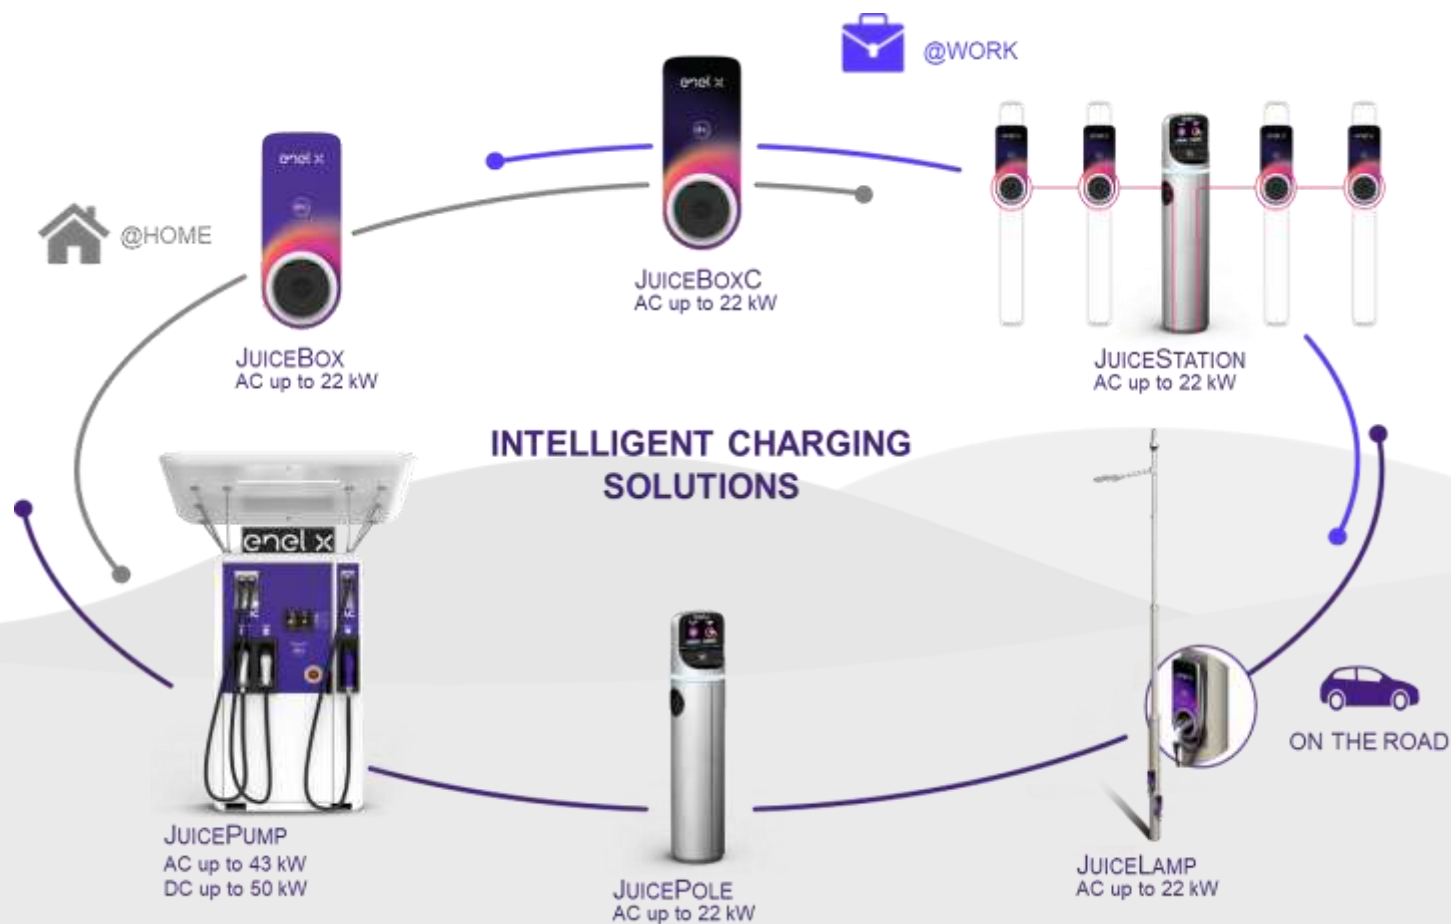 @WORK
enel x
enel x
@HOME
JUICEBOXC
AC up to 22 kW
JUICEBOX
AC up to 22 kW
JUICESTATION
AC up to 22 kW
INTELLIGENT CHARGING
SOLUTIONS
enel x
ON THE ROAD
JUICEPUMP
AC up to 43 kW
DC up to 50 kW
JUICEPOLE
AC up to 22 kW
JUICELAMP
AC up to 22 kW